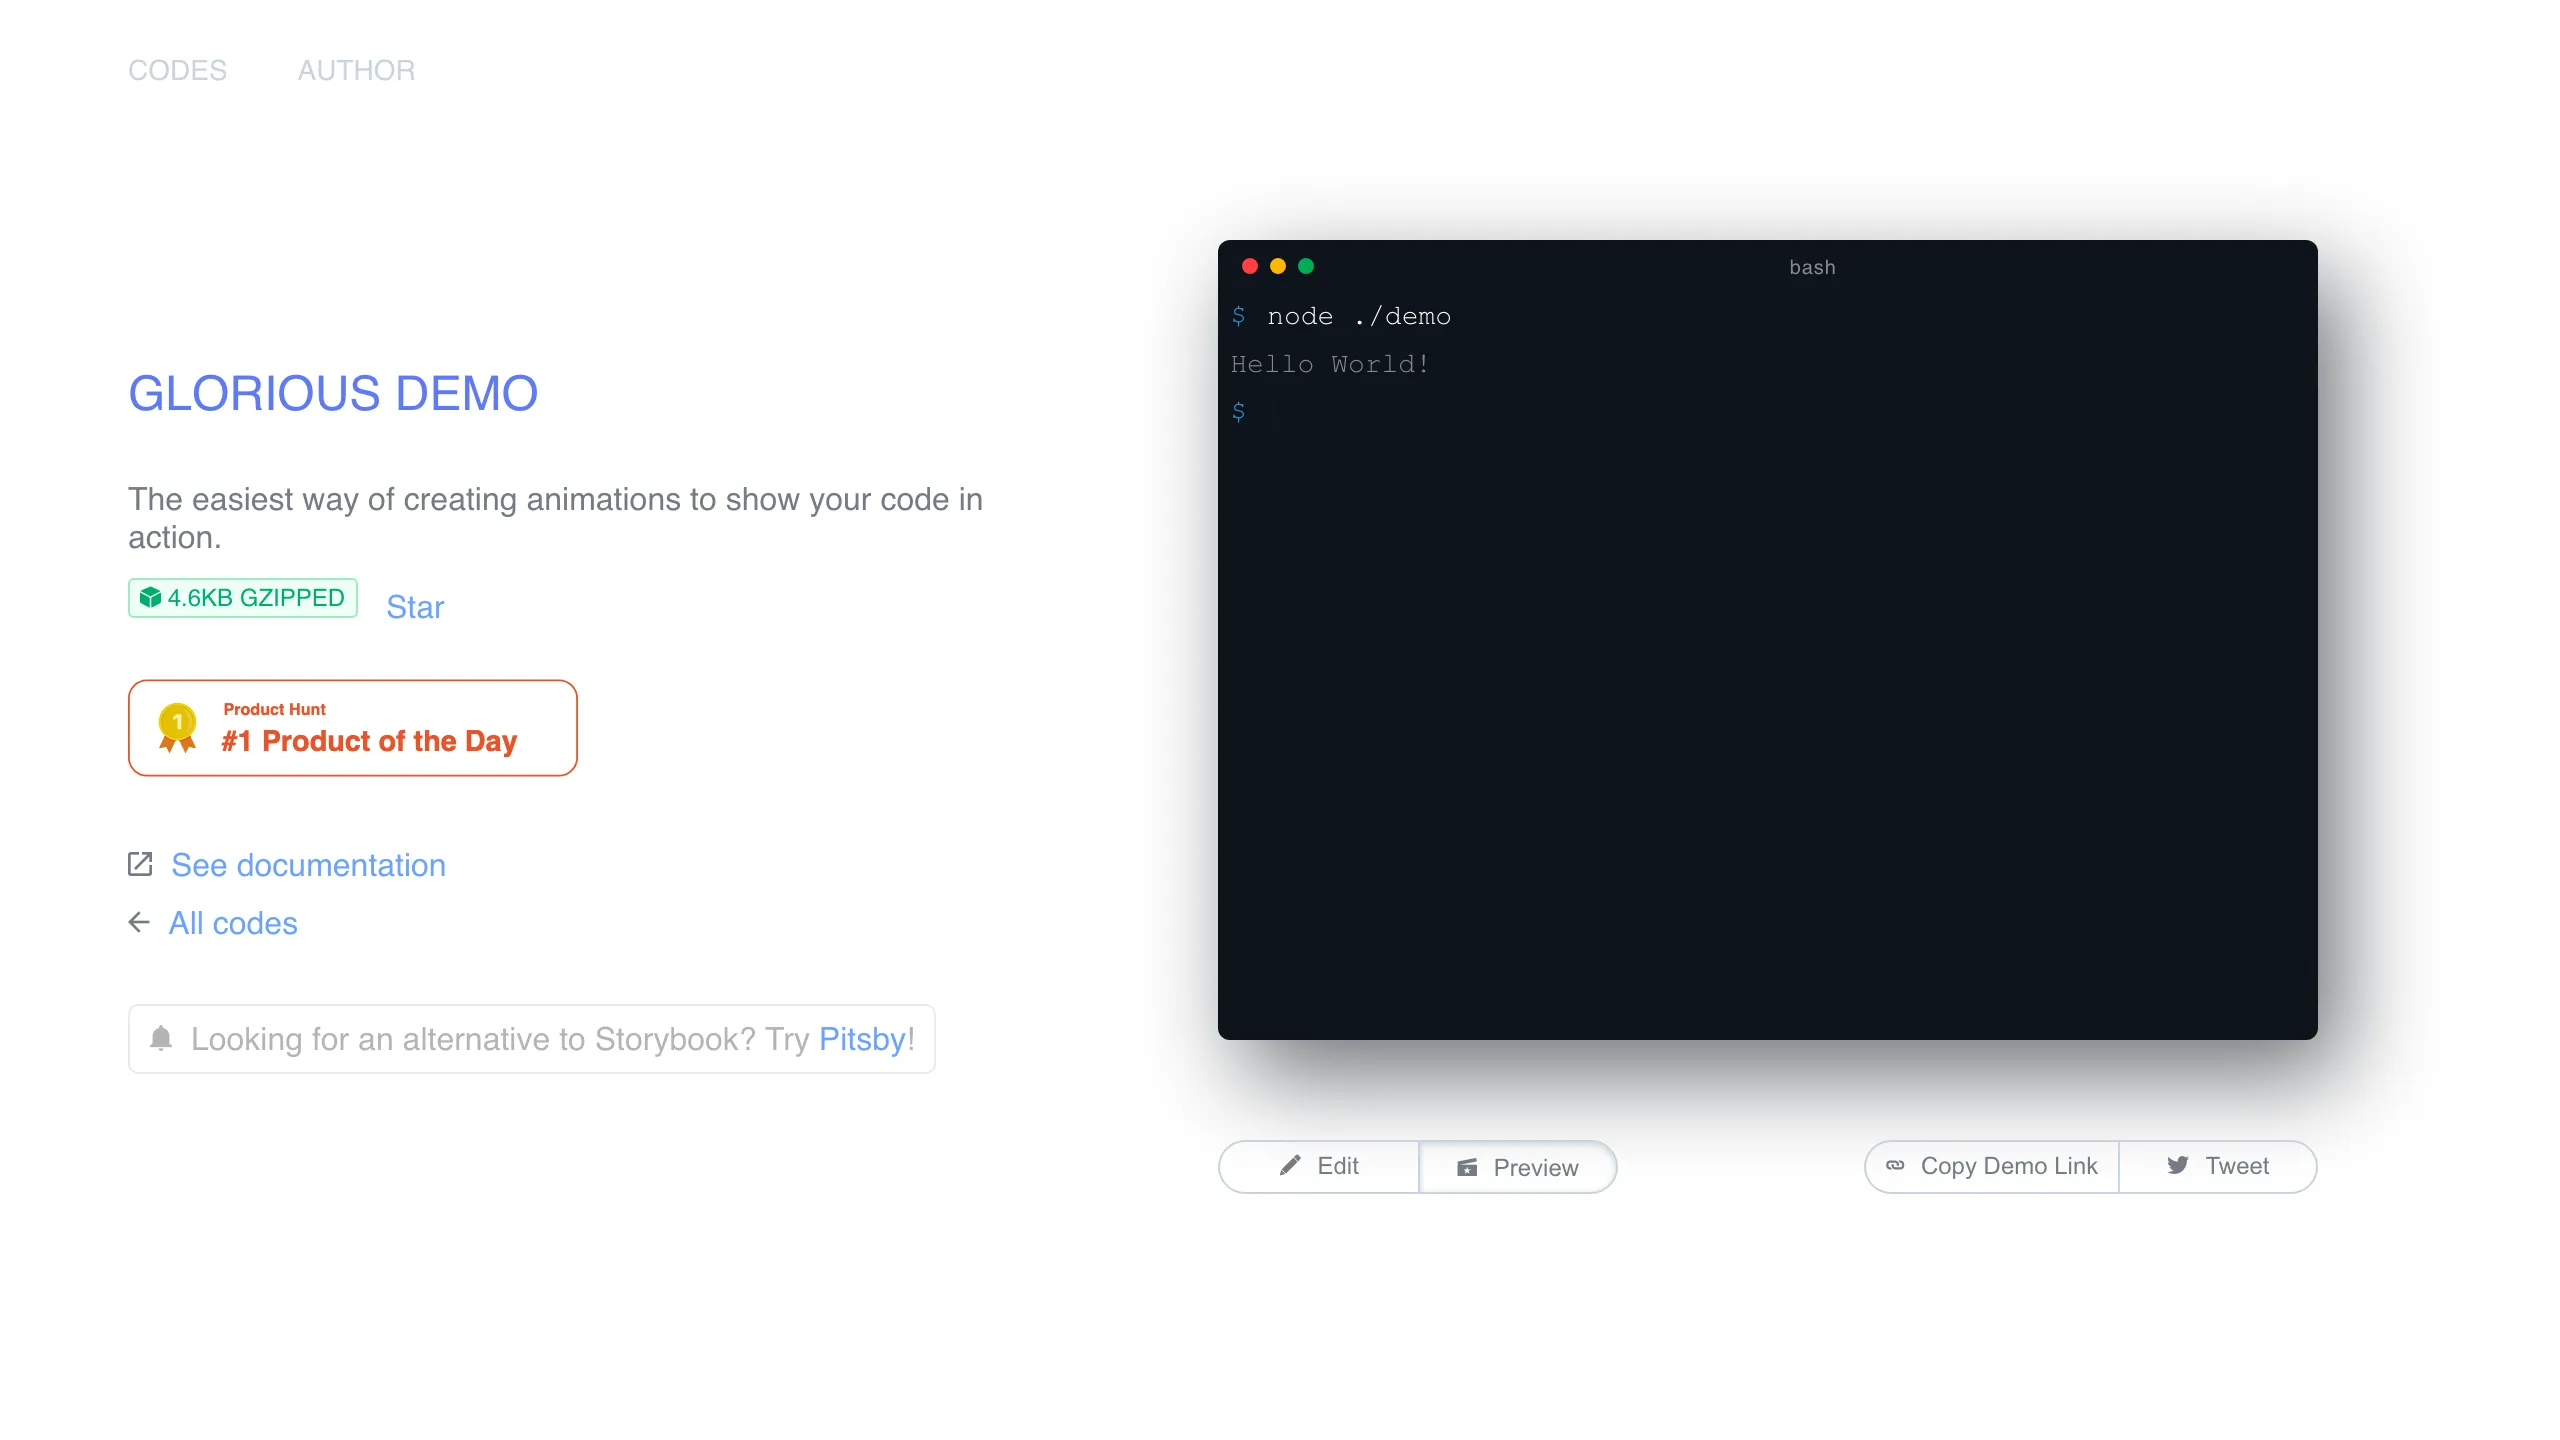 CODES AUTHOR
GLORIOUS DEMO
The easiest way of creating animations to show your code in
action.
4.6KB GZIPPED Star
1
Product Hunt
#1 Product of the Day
See documentation
All codes
Looking for an alternative to Storybook? Try Pitsby!
bash
$ node ./demo
Hello World!
$
Edit Preview
Copy Demo Link Tweet